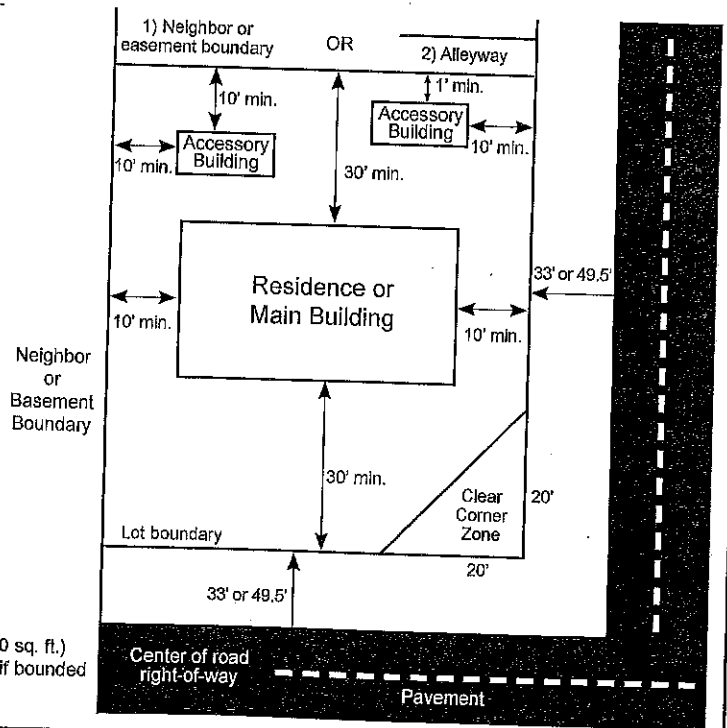 1) Neighbor or
easement boundary
OR
2) Alleyway
10' min.
1' min.
Accessory
Building
Accessory
Building
10' min.
10' min.
30' min.
33' or 49.5'
Residence or
Main Building
10' min.
10' min.
Neighbor
or
Basement
Boundary
30' min.
Clear
Corner
Zone
20'
Lot boundary
20'
33' or 49.5'
0 sq. ft.)
if bounded
Center of road
right-of-way
Pavement